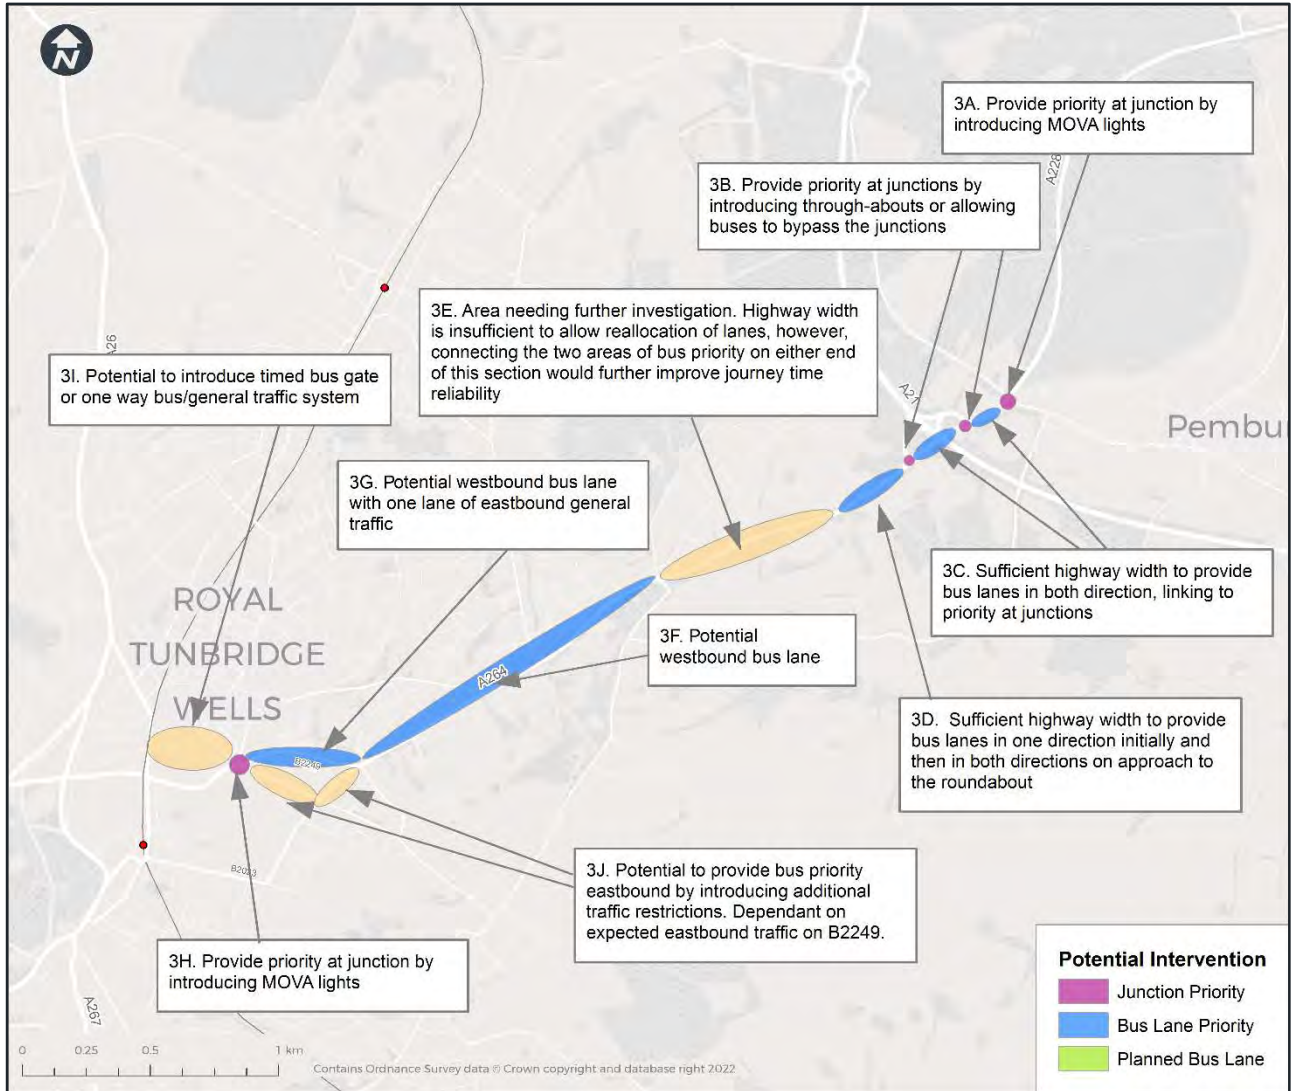 N
3A. Provide priority at junction by
introducing MOVA lights
A228
3B. Provide priority at junctions by
introducing through-abouts or allowing
buses to bypass the junctions
3E. Area needing further investigation. Highway width
is insufficient to allow reallocation of lanes, however,
connecting the two areas of bus priority on either end
of this section would further improve journey time
reliability
A26
3I. Potential to introduce timed bus gate
or one way bus/general traffic system
A21
Pembu
3G. Potential westbound bus lane
with one lane of eastbound general
traffic
3C. Sufficient highway width to provide
bus lanes in both direction, linking to
priority at junctions
ROYAL
TUNBRIDGE
WELLS
3F. Potential
westbound bus lane
A264
3D. Sufficient highway width to provide
bus lanes in one direction initially and
then in both directions on approach to
the roundabout
B2249
B2023
3J. Potential to provide bus priority
eastbound by introducing additional
traffic restrictions. Dependant on
expected eastbound traffic on B2249.
3H. Provide priority at junction by
introducing MOVA lights
A267
Potential Intervention
Junction Priority
Bus Lane Priority
Planned Bus Lane
0 0.25 0.5 1 km
Contains Ordnance Survey data © Crown copyright and database right 2022